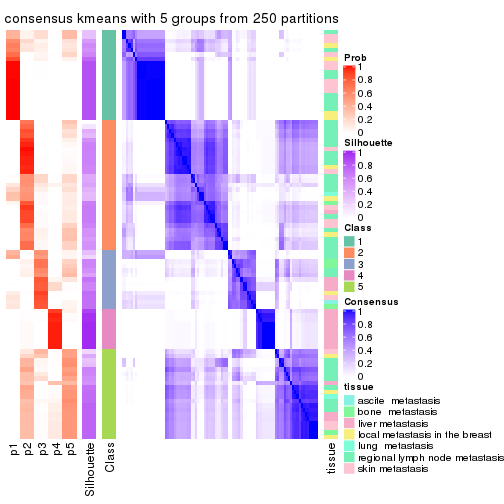 consensus kmeans with 5 groups from 250 partitions
Prob
1
0.8
0.6
0.4
0.2
0
Silhouette
1
0.8
0.6
0.4
0.2
0
Class
1
2
3
4
5
Consensus
1
0.8
0.6
0.4
0.2
0
tissue
ascite metastasis
bone metastasis
liver metastasis
local metastasis in the breast
lung metastasis
regional lymph node metastasis
skin metastasis
p1
p2
p3
p4
p5
Silhouette
Class
tissue